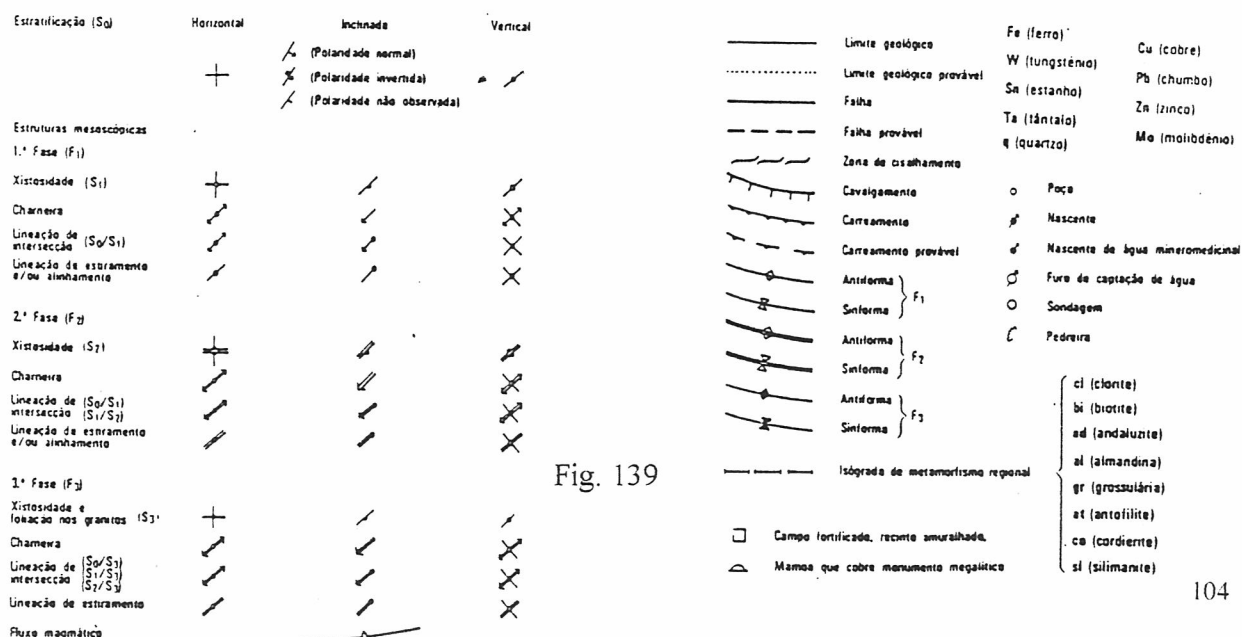 Estratificação (S0) Horizontal Inclinada Vertical
(Polaridade normal)
(Polaridade invertida)
(Polaridade não observada)
Estruturas mesoscópicas
1.ª Fase (F1)
Xistosidade (S1)
Charneira
Lineação de
intersecção (S0/S1)
Lineação de estiramento
e/ou alinhamento
2.ª Fase (F2)
Xistosidade (S2)
Charneira
Lineação de (S0/S1)
intersecção (S1/S2)
Lineação de estiramento
e/ou alinhamento
3.ª Fase (F3)
Xistosidade e
foliação nos granitos (S3)
Charneira
Lineação de (S0/S3)
intersecção (S1/S3)
(S2/S3)
Lineação de estiramento
Fluxo magmático
Fig. 139
Limite geológico
Limite geológico provável
Falha
Falha provável
Zona de cisalhamento
Cavalgamento
Carreamento
Carreamento provável
Antiforma
F1
Sinforma
Antiforma
F2
Sinforma
Antiforma
F3
Sinforma
Isógrada de metamorfismo regional
Campo fortificado, recinto amuralhado,
Mamoa que cobre monumento megalítico
Fe (ferro)
W (tungsténio)
Sn (estanho)
Ta (tântalo)
q (quartzo)
Cu (cobre)
Pb (chumbo)
Zn (zinco)
Mo (molibdénio)
Poço
Nascente
Nascente de água mineromedicinal
Furo de captação de água
Sondagem
Pedreira
cl (clorite)
bi (biotite)
ad (andaluzite)
al (almandina)
gr (grossulária)
at (antofilite)
co (cordierite)
sl (silimanite)
104